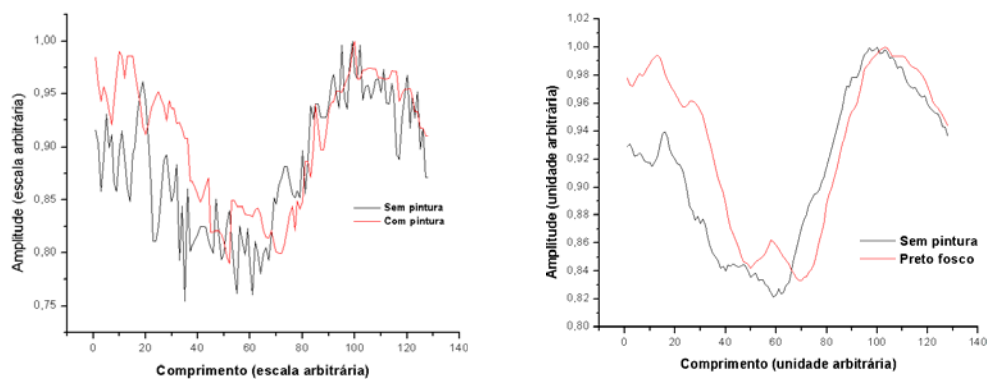 1,00
0,95
0,90
0,85
0,80
0,75
Amplitude (escala arbitrária)
Sem pintura
Com pintura
0 20 40 60 80 100 120 140
Comprimento (escala arbitrária)
1,02
1,00
0,98
0,96
0,94
0,92
0,90
0,88
0,86
0,84
0,82
0,80
Amplitude (unidade arbitrária)
Sem pintura
Preto fosco
0 20 40 60 80 100 120 140
Comprimento (unidade arbitrária)